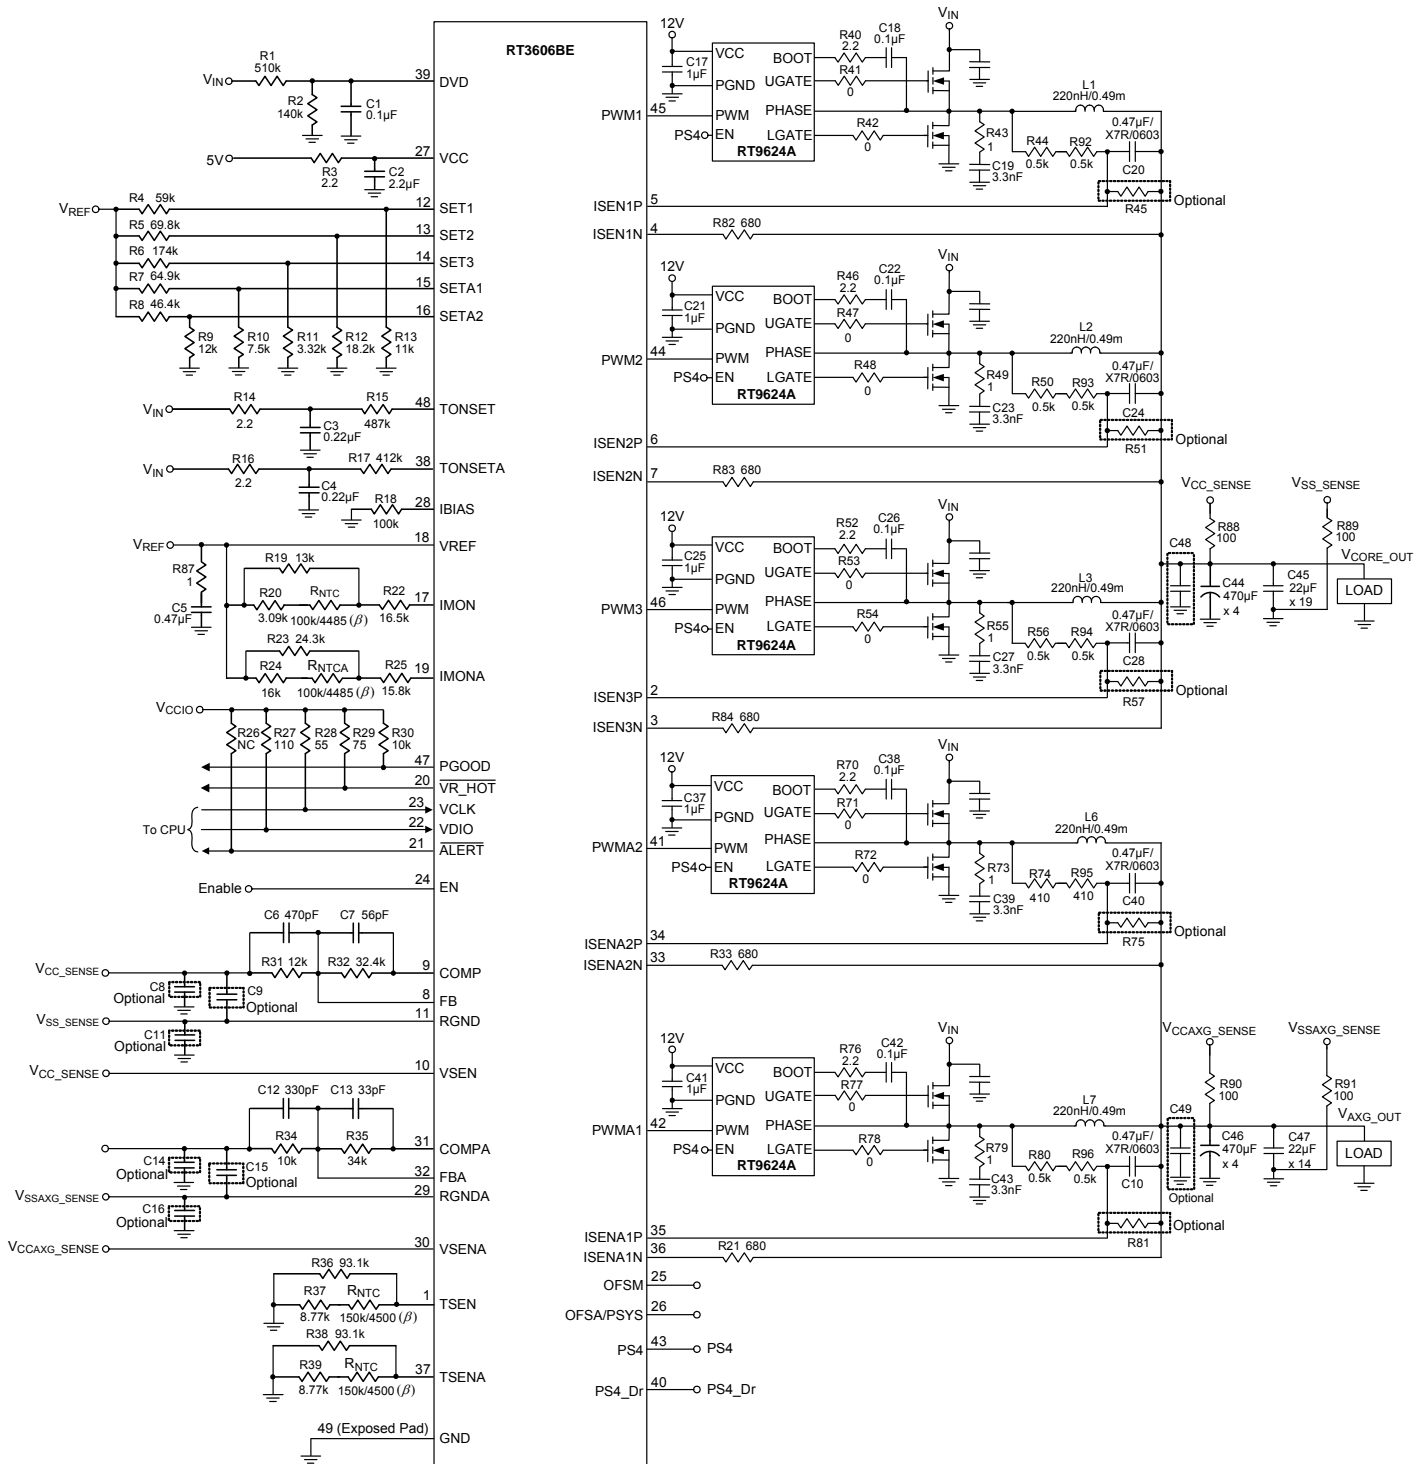 RT3606BE
R1
510k
VIN
39
DVD
R2
140k
C1
0.1µF
5V
27
VCC
R3
2.2
C2
2.2µF
VREF
R4 59k
12
SET1
R5 69.8k
13
SET2
R6 174k
14
SET3
R7 64.9k
15
SETA1
R8 46.4k
16
SETA2
R9
12k
R10
7.5k
R11
3.32k
R12
18.2k
R13
11k
VIN
R14
2.2
R15
487k
48
TONSET
C3
0.22µF
VIN
R16
2.2
R17 412k
38
TONSETA
C4
0.22µF
R18
100k
28
IBIAS
VREF
18
VREF
R87
1
C5
0.47µF
R19 13k
R20
3.09k
RNTC
100k/4485 (β)
R22
16.5k
17
IMON
R23 24.3k
R24
16k
RNTCA
100k/4485 (β)
R25
15.8k
19
IMONA
VCCIO
R26
NC
R27
110
R28
55
R29
75
R30
10k
47
PGOOD
20
VR_HOT
23
VCLK
To CPU
22
VDIO
21
ALERT
Enable
24
EN
C6 470pF
C7 56pF
VCC_SENSE
R31 12k
R32 32.4k
9
COMP
C8
Optional
C9
Optional
8
FB
VSS_SENSE
11
RGND
C11
Optional
VCC_SENSE
10
VSEN
C12 330pF
C13 33pF
R34
10k
R35
34k
31
COMPA
C14
Optional
C15
Optional
32
FBA
VSSAXG_SENSE
29
RGNDA
C16
Optional
VCCAXG_SENSE
30
VSENA
R36 93.1k
R37
8.77k
RNTC
150k/4500 (β)
1
TSEN
R38 93.1k
R39
8.77k
RNTC
150k/4500 (β)
37
TSENA
49 (Exposed Pad)
GND
12V
C17
1µF
VCC
BOOT
PGND
UGATE
PWM
PHASE
EN
LGATE
RT9624A
PWM1
45
PS4
R40
2.2
C18
0.1µF
R41
0
R42
0
VIN
R43
1
C19
3.3nF
L1
220nH/0.49m
R44
0.5k
R92
0.5k
0.47µF/
X7R/0603
C20
R45
Optional
ISEN1P
5
ISEN1N
4
R82 680
12V
C21
1µF
VCC
BOOT
PGND
UGATE
PWM
PHASE
EN
LGATE
RT9624A
PWM2
44
PS4
R46
2.2
C22
0.1µF
R47
0
R48
0
VIN
R49
1
C23
3.3nF
L2
220nH/0.49m
R50
0.5k
R93
0.5k
0.47µF/
X7R/0603
C24
R51
Optional
ISEN2P
6
ISEN2N
7
R83 680
12V
C25
1µF
VCC
BOOT
PGND
UGATE
PWM
PHASE
EN
LGATE
RT9624A
PWM3
46
PS4
R52
2.2
C26
0.1µF
R53
0
R54
0
VIN
R55
1
C27
3.3nF
L3
220nH/0.49m
R56
0.5k
R94
0.5k
0.47µF/
X7R/0603
C28
R57
Optional
ISEN3P
2
ISEN3N
3
R84 680
VCC_SENSE
VSS_SENSE
R88
100
R89
100
VCORE_OUT
C48
C44
470µF
x 4
C45
22µF
x 19
LOAD
12V
C37
1µF
VCC
BOOT
PGND
UGATE
PWM
PHASE
EN
LGATE
RT9624A
PWMA2
41
PS4
R70
2.2
C38
0.1µF
R71
0
R72
0
VIN
R73
1
C39
3.3nF
L6
220nH/0.49m
R74
410
R95
410
0.47µF/
X7R/0603
C40
R75
Optional
ISENA2P
34
ISENA2N
33
R33 680
12V
C41
1µF
VCC
BOOT
PGND
UGATE
PWM
PHASE
EN
LGATE
RT9624A
PWMA1
42
PS4
R76
2.2
C42
0.1µF
R77
0
R78
0
VIN
R79
1
C43
3.3nF
L7
220nH/0.49m
R80
0.5k
R96
0.5k
0.47µF/
X7R/0603
C10
R81
Optional
ISENA1P
35
ISENA1N
36
R21 680
VCCAXG_SENSE
VSSAXG_SENSE
R90
100
R91
100
VAXG_OUT
C49
Optional
C46
470µF
x 4
C47
22µF
x 14
LOAD
OFSM
25
OFSA/PSYS
26
PS4
43
PS4
PS4_Dr
40
PS4_Dr